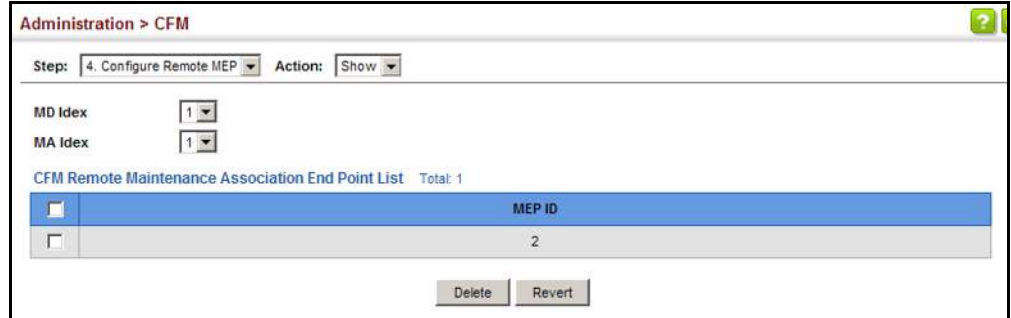 Administration > CFM
?
Step: 4. Configure Remote MEP Action: Show
MD Idex 1
MA Idex 1
CFM Remote Maintenance Association End Point List Total: 1
MEP ID
2
Delete Revert